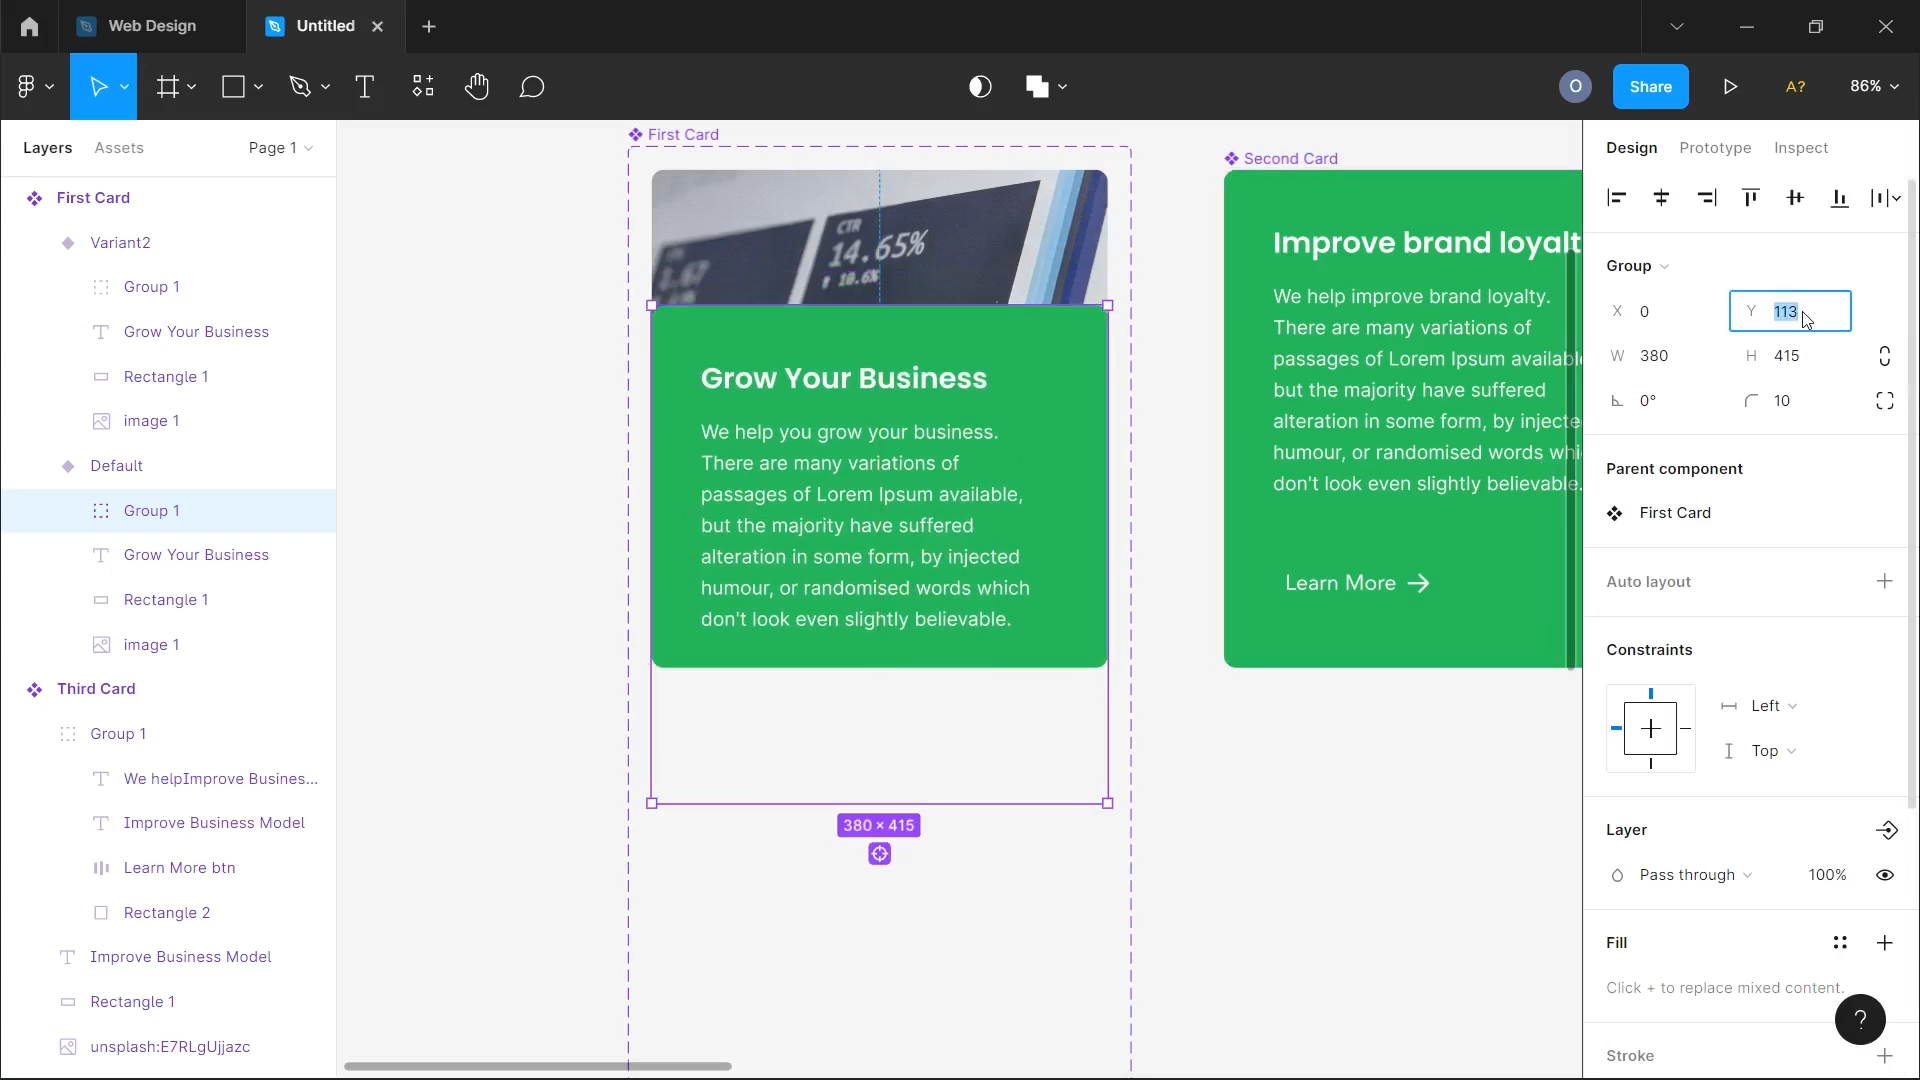 Web Design
Untitled
O
Share
A?
86%
Layers
Assets
Page 1
First Card
Variant2
Group 1
Grow Your Business
Rectangle 1
image 1
Default
Group 1
Grow Your Business
Rectangle 1
image 1
Third Card
Group 1
We helpImprove Busines...
Improve Business Model
Learn More btn
Rectangle 2
Improve Business Model
Rectangle 1
unsplash:E7RLgUjjazc
First Card
CTR
14.65%
10.6%
Grow Your Business
We help you grow your business.
There are many variations of
passages of Lorem Ipsum available,
but the majority have suffered
alteration in some form, by injected
humour, or randomised words which
don't look even slightly believable.
380 × 415
Second Card
Improve brand loyalt
We help improve brand loyalty.
There are many variations of
passages of Lorem Ipsum availabl
but the majority have suffered
alteration in some form, by injecte
humour, or randomised words whi
don't look even slightly believable.
Learn More
Design
Prototype
Inspect
Group
X 0
Y 113
W 380
H 415
0°
10
Parent component
First Card
Auto layout
Constraints
Left
Top
Layer
Pass through
100%
Fill
Click + to replace mixed content.
?
Stroke